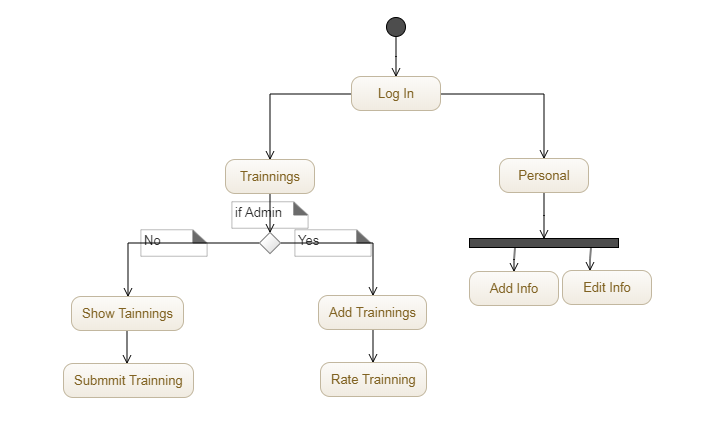 Log In
Trainnings
Personal
if Admin
No
Yes
Add Info
Edit Info
Show Tainnings
Add Trainnings
Submmit Trainning
Rate Trainning